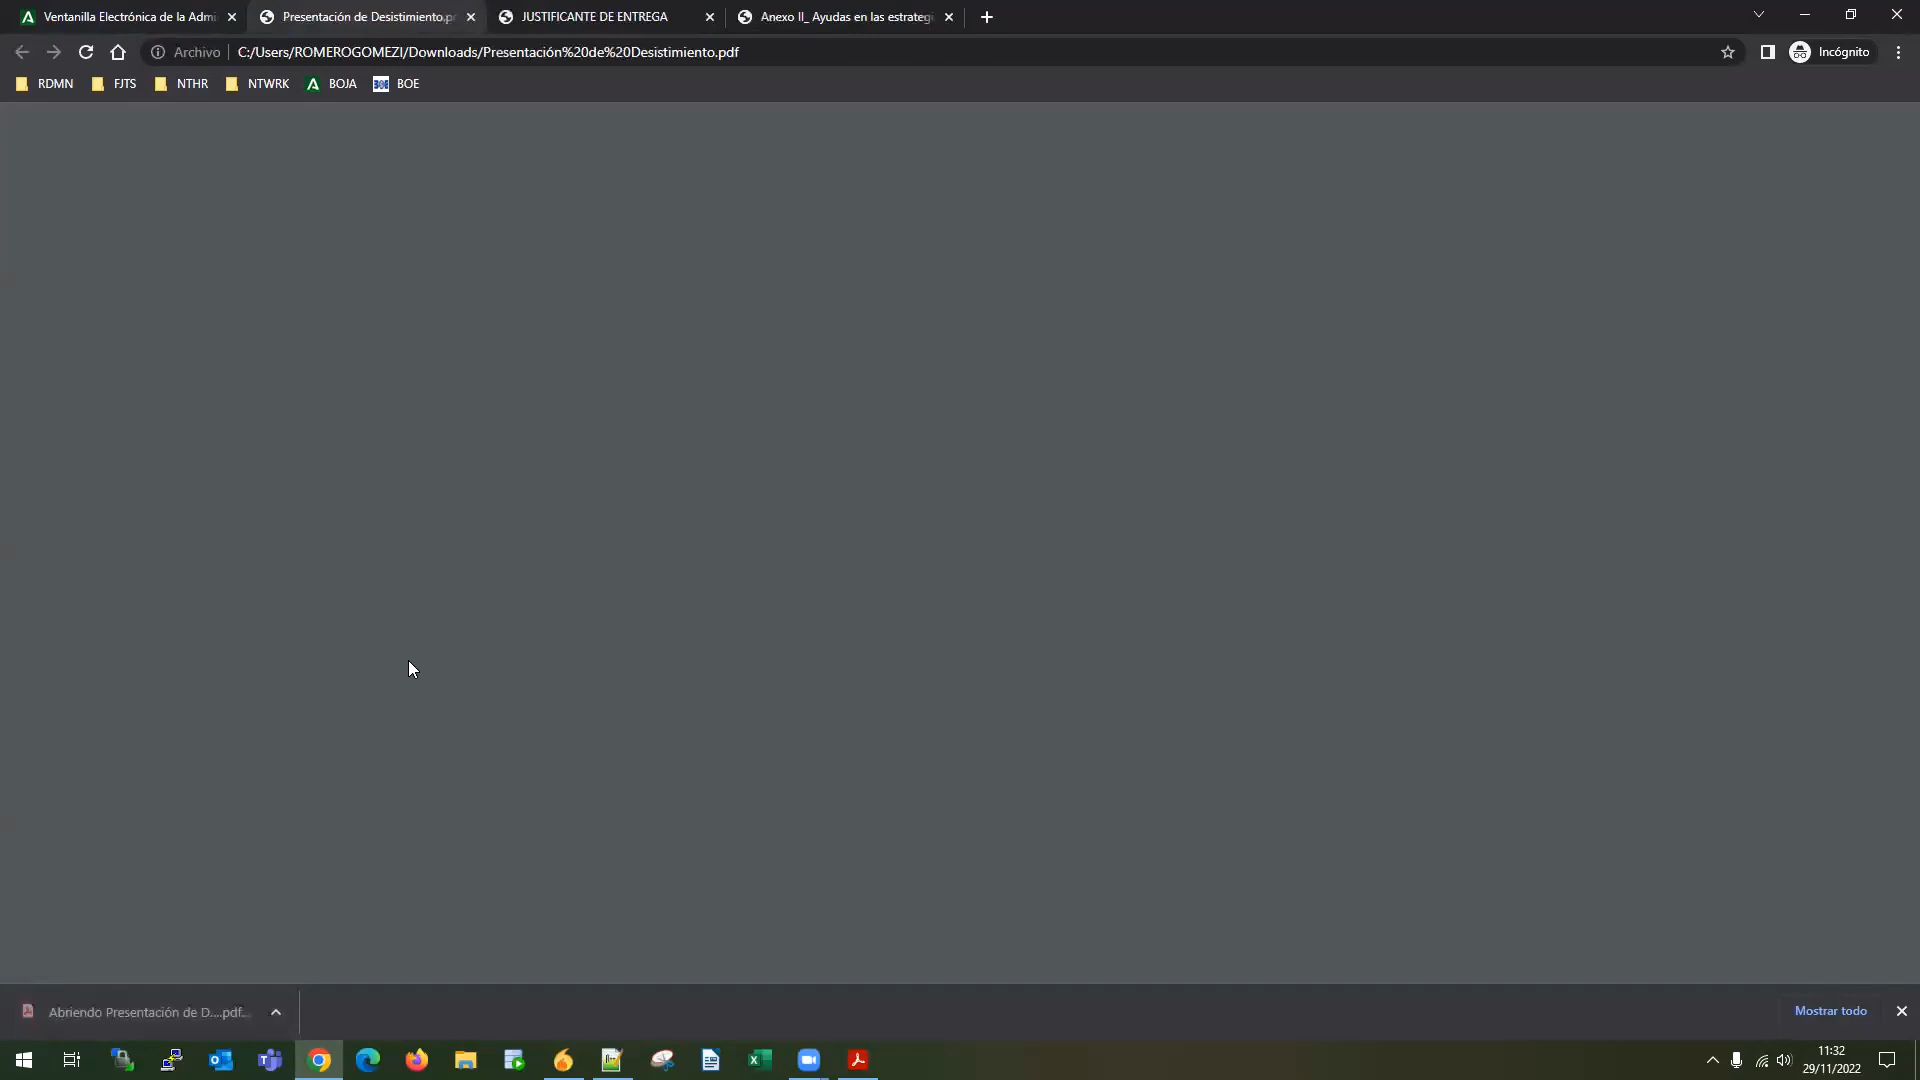 Ventanilla Electrónica de la Admi
Presentación de Desistimiento.p
JUSTIFICANTE DE ENTREGA
Anexo II_ Ayudas en las estrategi
Archivo
C:/Users/ROMEROGOMEZI/Downloads/Presentación%20de%20Desistimiento.pdf
Incógnito
RDMN
FJTS
NTHR
NTWRK
BOJA
BOE
Abriendo Presentación de D....pdf...
Mostrar todo
11:32
29/11/2022